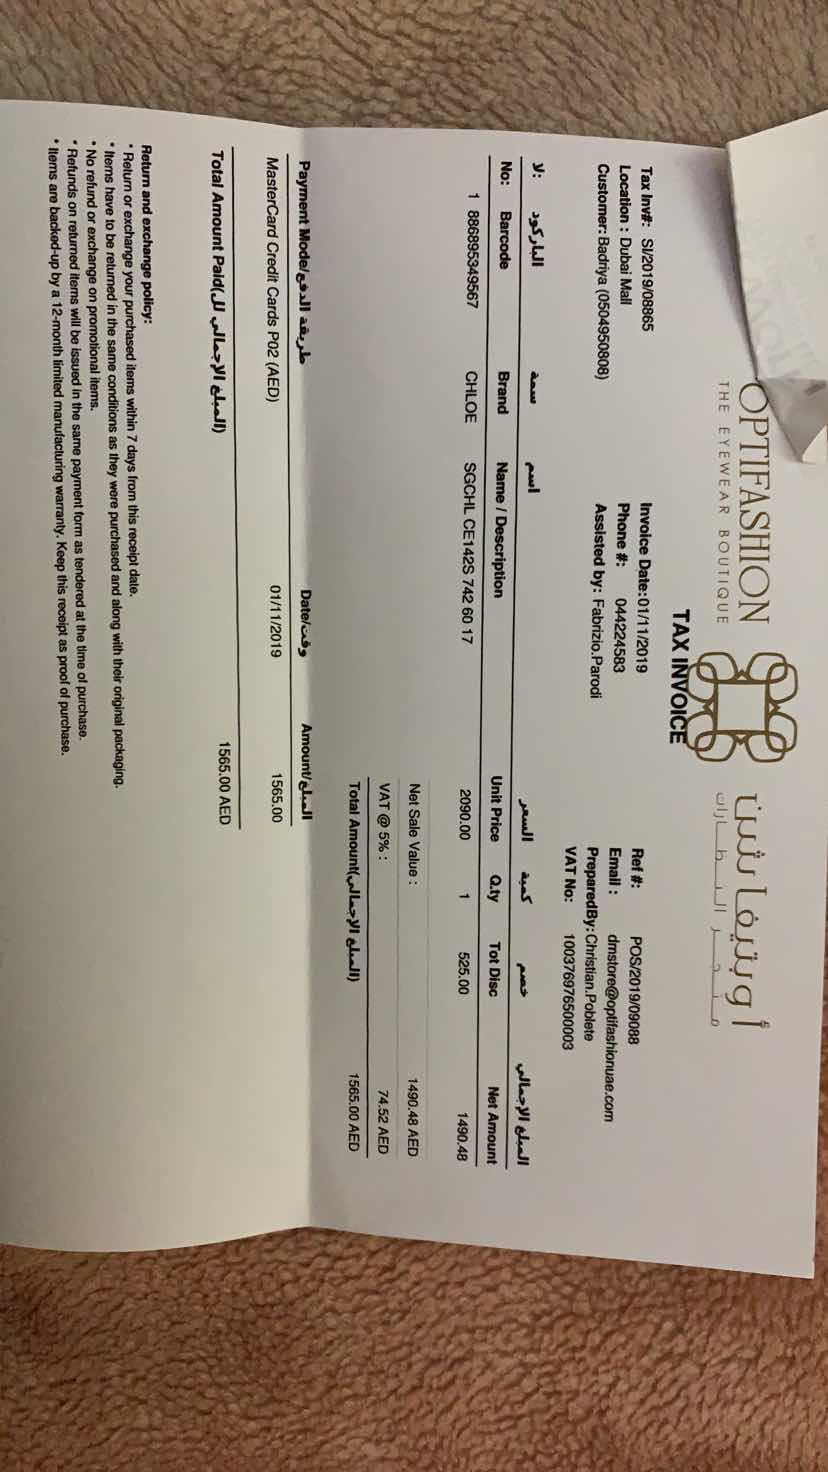 OPTIFASHION
THE EYEWEAR BOUTIQUE
أوبتيفاشن
متجر النظارات
TAX INVOICE
Tax Inv#: SI/2019/08865
Location : Dubai Mall
Customer: Badriya (0504950808)
Invoice Date: 01/11/2019
Phone #: 044224583
Assisted by: Fabrizio.Parodi
Ref #: POS/2019/09088
Email : dmstore@optifashionuae.com
PreparedBy: Christian.Poblete
VAT No: 100376976500003
لا: الباركود سمة اسم السعر كمية خصم المبلغ الإجمالي
No: Barcode Brand Name / Description Unit Price Q.ty Tot Disc Net Amount
1 886895349567 CHLOE SGCHL CE142S 742 60 17 2090.00 1 525.00 1490.48
Net Sale Value : 1490.48 AED
VAT @ 5% : 74.52 AED
Total Amount(المبلغ الإجمالي) 1565.00 AED
Payment Mode/طريقة الدفع Date/وقت Amount/المبلغ
MasterCard Credit Cards P02 (AED) 01/11/2019 1565.00
Total Amount Paid(المبلغ الإجمالي لل) 1565.00 AED
Return and exchange policy:
* Return or exchange your purchased items within 7 days from this receipt date.
* Items have to be returned in the same conditions as they were purchased and along with their original packaging.
* No refund or exchange on promotional items.
* Refunds on returned items will be issued in the same payment form as tendered at the time of purchase.
* Items are backed-up by a 12-month limited manufacturing warranty. Keep this receipt as proof of purchase.